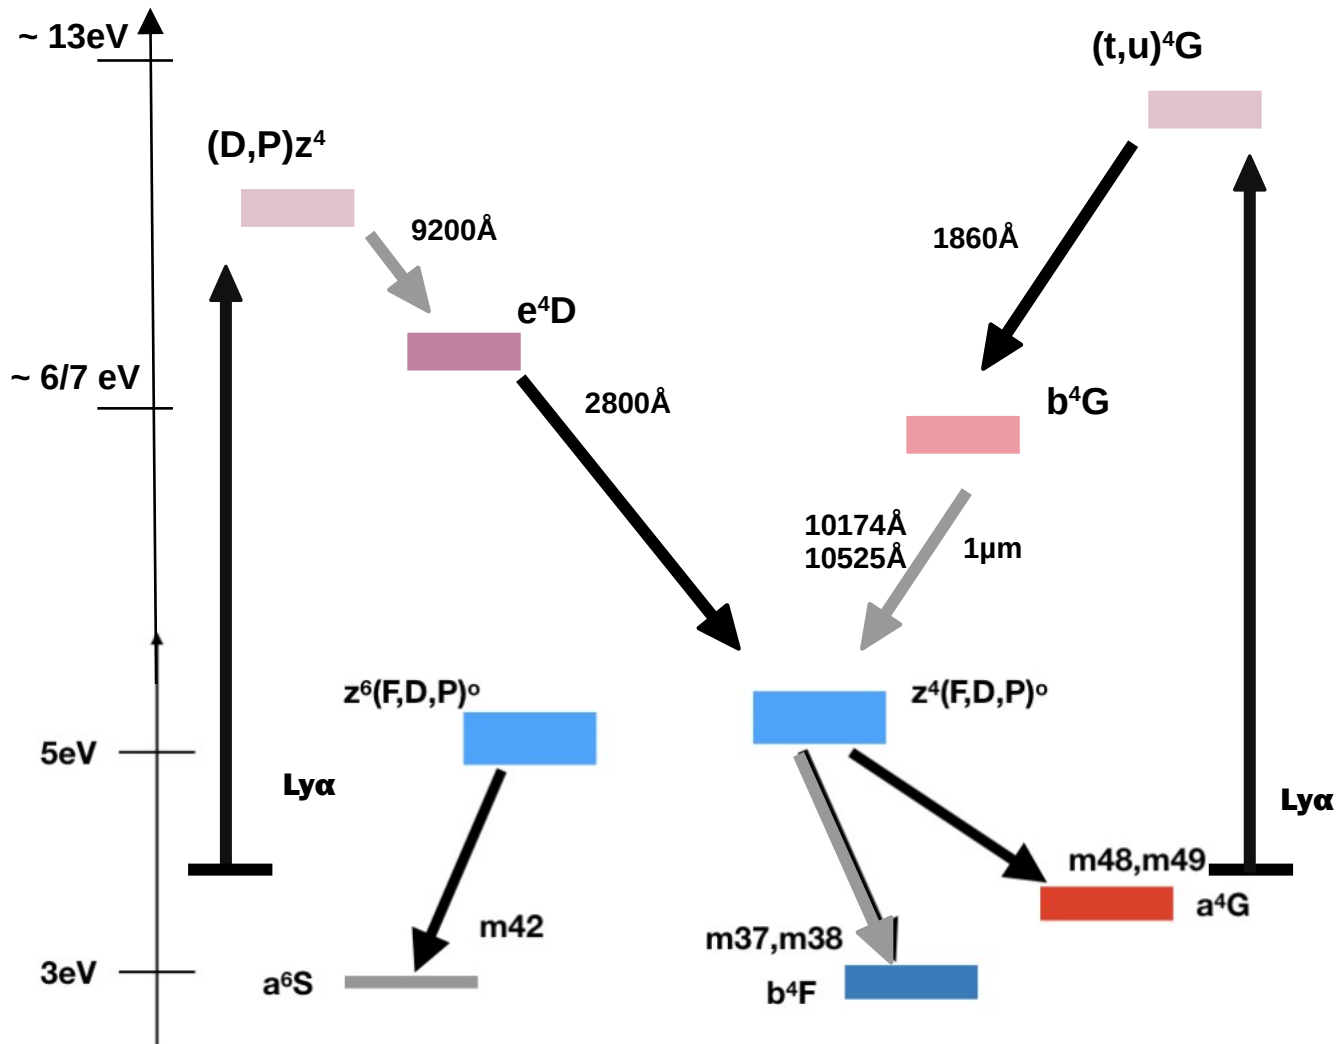 ~ 13eV
(t,u)⁴G
(D,P)z⁴
9200Å
1860Å
e⁴D
~ 6/7 eV
2800Å
b⁴G
10174Å
10525Å
1µm
z⁶(F,D,P)ᵒ
z⁴(F,D,P)ᵒ
5eV
Lyα
Lyα
m48,m49
a⁴G
m42
m37,m38
3eV
a⁶S
b⁴F